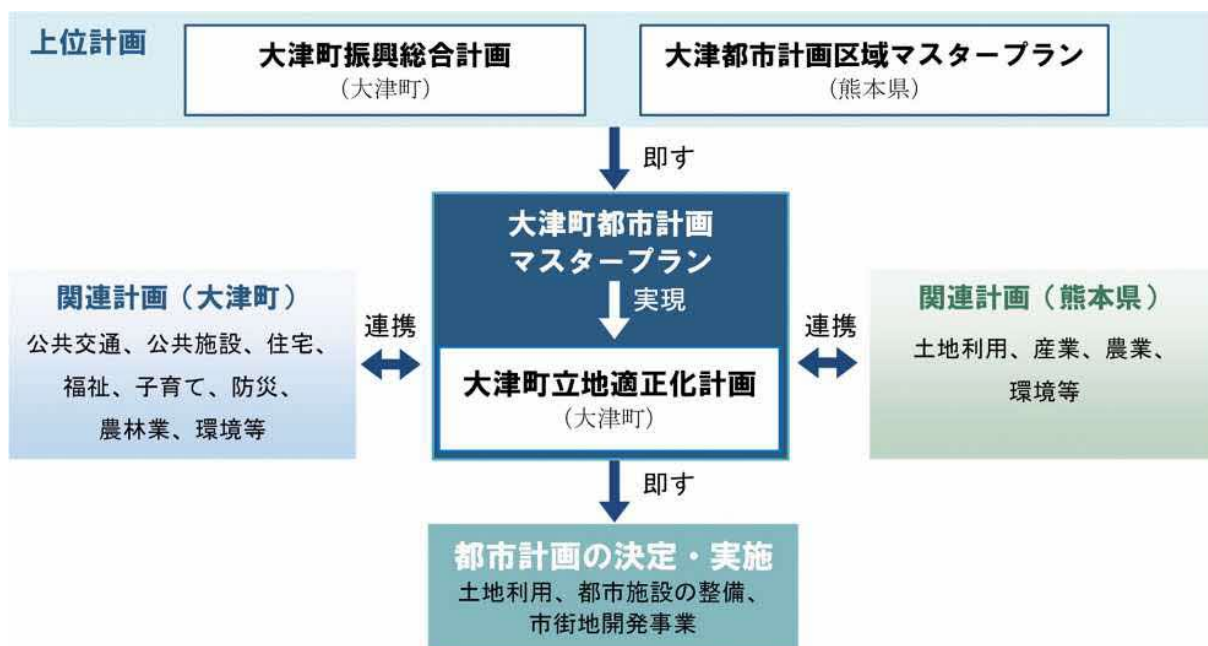 上位計画
大津町振興総合計画
（大津町）
大津都市計画区域マスタープラン
（熊本県）
即す
大津町都市計画
マスタープラン
実現
大津町立地適正化計画
（大津町）
関連計画（大津町）
公共交通、公共施設、住宅、
福祉、子育て、防災、
農林業、環境等
連携
連携
関連計画（熊本県）
土地利用、産業、農業、
環境等
即す
都市計画の決定・実施
土地利用、都市施設の整備、
市街地開発事業